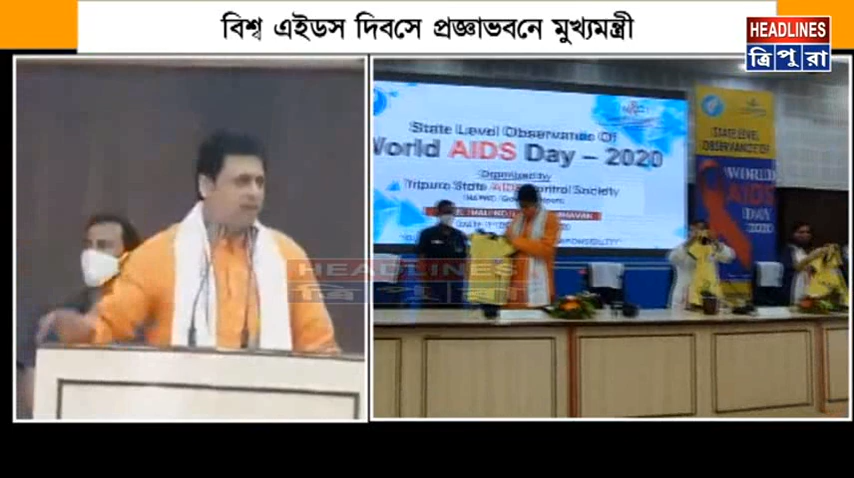 বিশ্ব এইডস দিবসে প্রজ্ঞাভবনে মুখ্যমন্ত্রী
HEADLINES
ত্রিপুরা
State Level Observance Of
World AIDS Day – 2020
Organized by
Tripura State AIDS Control Society
STATE LEVEL
OBSERVANCE OF
WORLD
AIDS
DAY
2020
HEADLINES
ত্রিপুরা